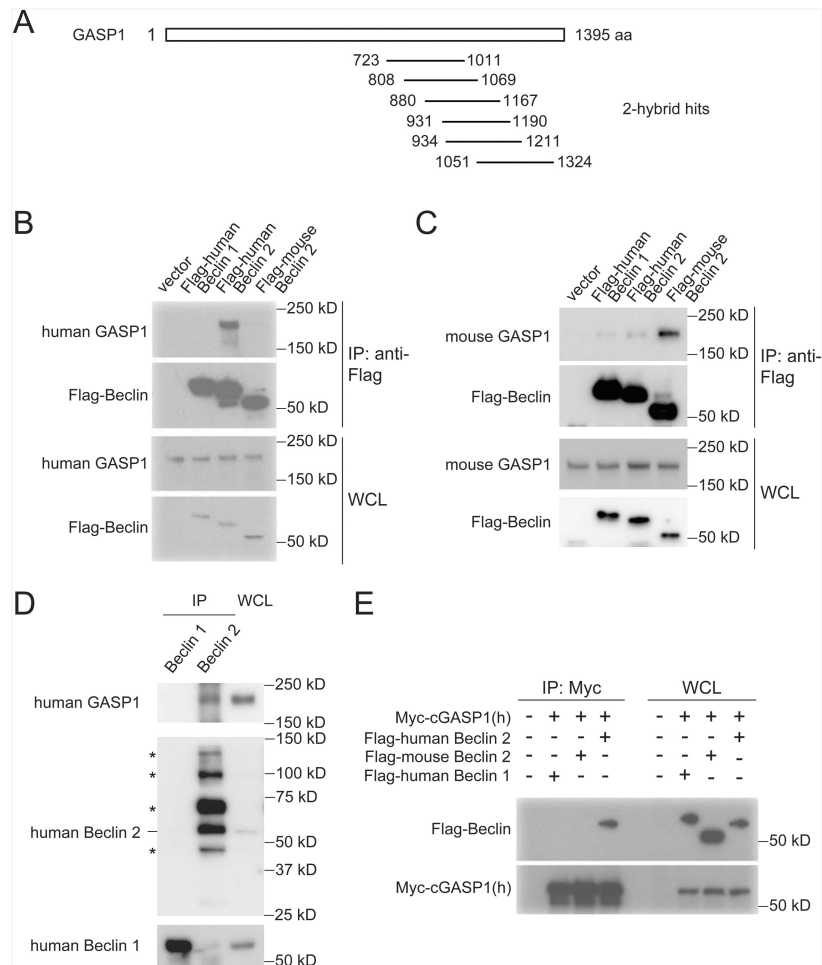 A
GASP1 1 1395 aa
723 1011
808 1069
880 1167
2-hybrid hits
931 1190
934 1211
1051 1324
B
vector
Flag-human Beclin 1
Flag-human Beclin 2
Flag-mouse Beclin 2
human GASP1
250 kD
150 kD
Flag-Beclin
50 kD
IP: anti-
Flag
human GASP1
250 kD
150 kD
Flag-Beclin
50 kD
WCL
C
vector
Flag-human Beclin 1
Flag-human Beclin 2
Flag-mouse Beclin 2
mouse GASP1
250 kD
150 kD
Flag-Beclin
50 kD
IP: anti-
Flag
mouse GASP1
250 kD
150 kD
Flag-Beclin
50 kD
WCL
D
IP WCL
Beclin 1
Beclin 2
human GASP1
250 kD
150 kD
150 kD
*
* 100 kD
75 kD
*
human Beclin 2
50 kD
*
37 kD
25 kD
human Beclin 1
50 kD
E
IP: Myc WCL
Myc-cGASP1(h) - + + + - + + +
Flag-human Beclin 2 - - - + - - - +
Flag-mouse Beclin 2 - - + - - - + -
Flag-human Beclin 1 - + - - - + - -
Flag-Beclin
50 kD
Myc-cGASP1(h)
50 kD